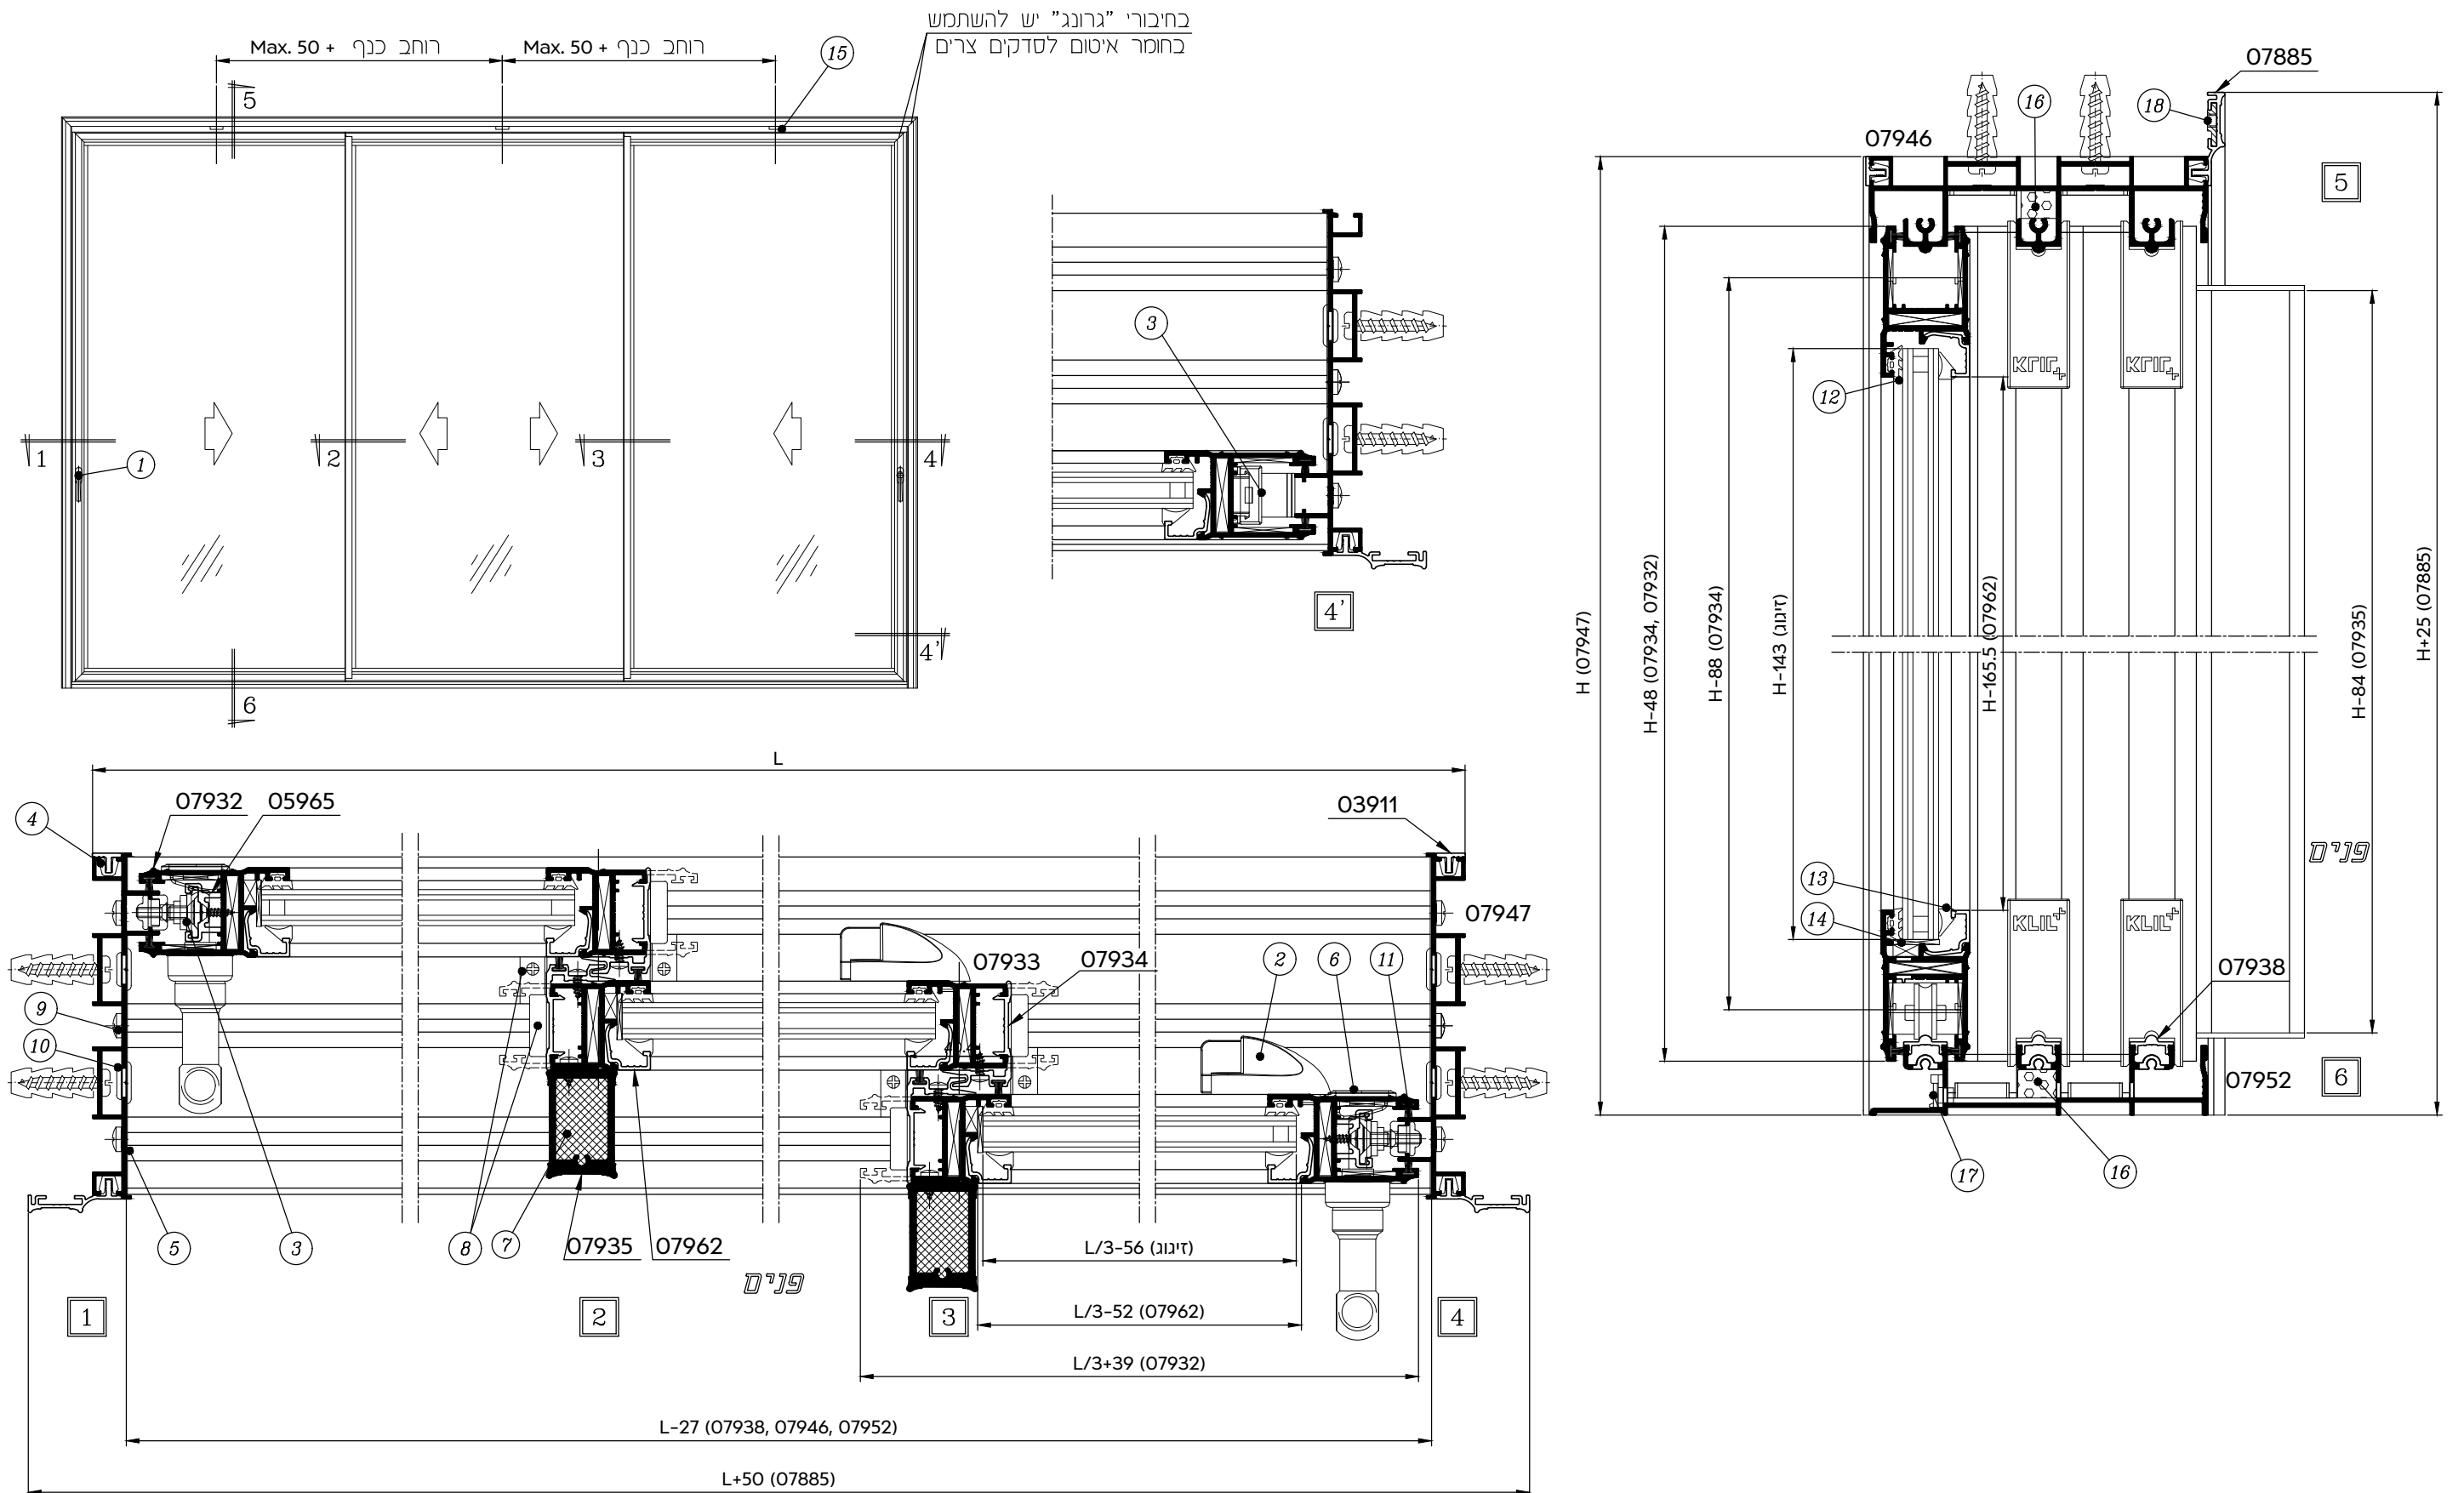 בחיבורי "גרונג" יש להשתמש
בחומר איטום לסדקים צרים
Max. 50 + רוחב כנף
Max. 50 + רוחב כנף
15
5
1
1
2
3
4
4'
6
3
4'
07885
16
18
07946
5
12
H (07947)
H-48 (07934, 07932)
H-88 (07934)
H-143 (זיגוג)
H-165.5 (07962)
H-84 (07935)
H+25 (07885)
פנים
13
14
KLIL+
KLIL+
KLIL+
KLIL+
07938
07952
6
17
16
L
07932
05965
03911
4
07947
07933
07934
2
6
11
9
10
5
3
8
7
07935
07962
פנים
L/3-56 (זיגוג)
1
2
3
4
L/3-52 (07962)
L/3+39 (07932)
L-27 (07938, 07946, 07952)
L+50 (07885)